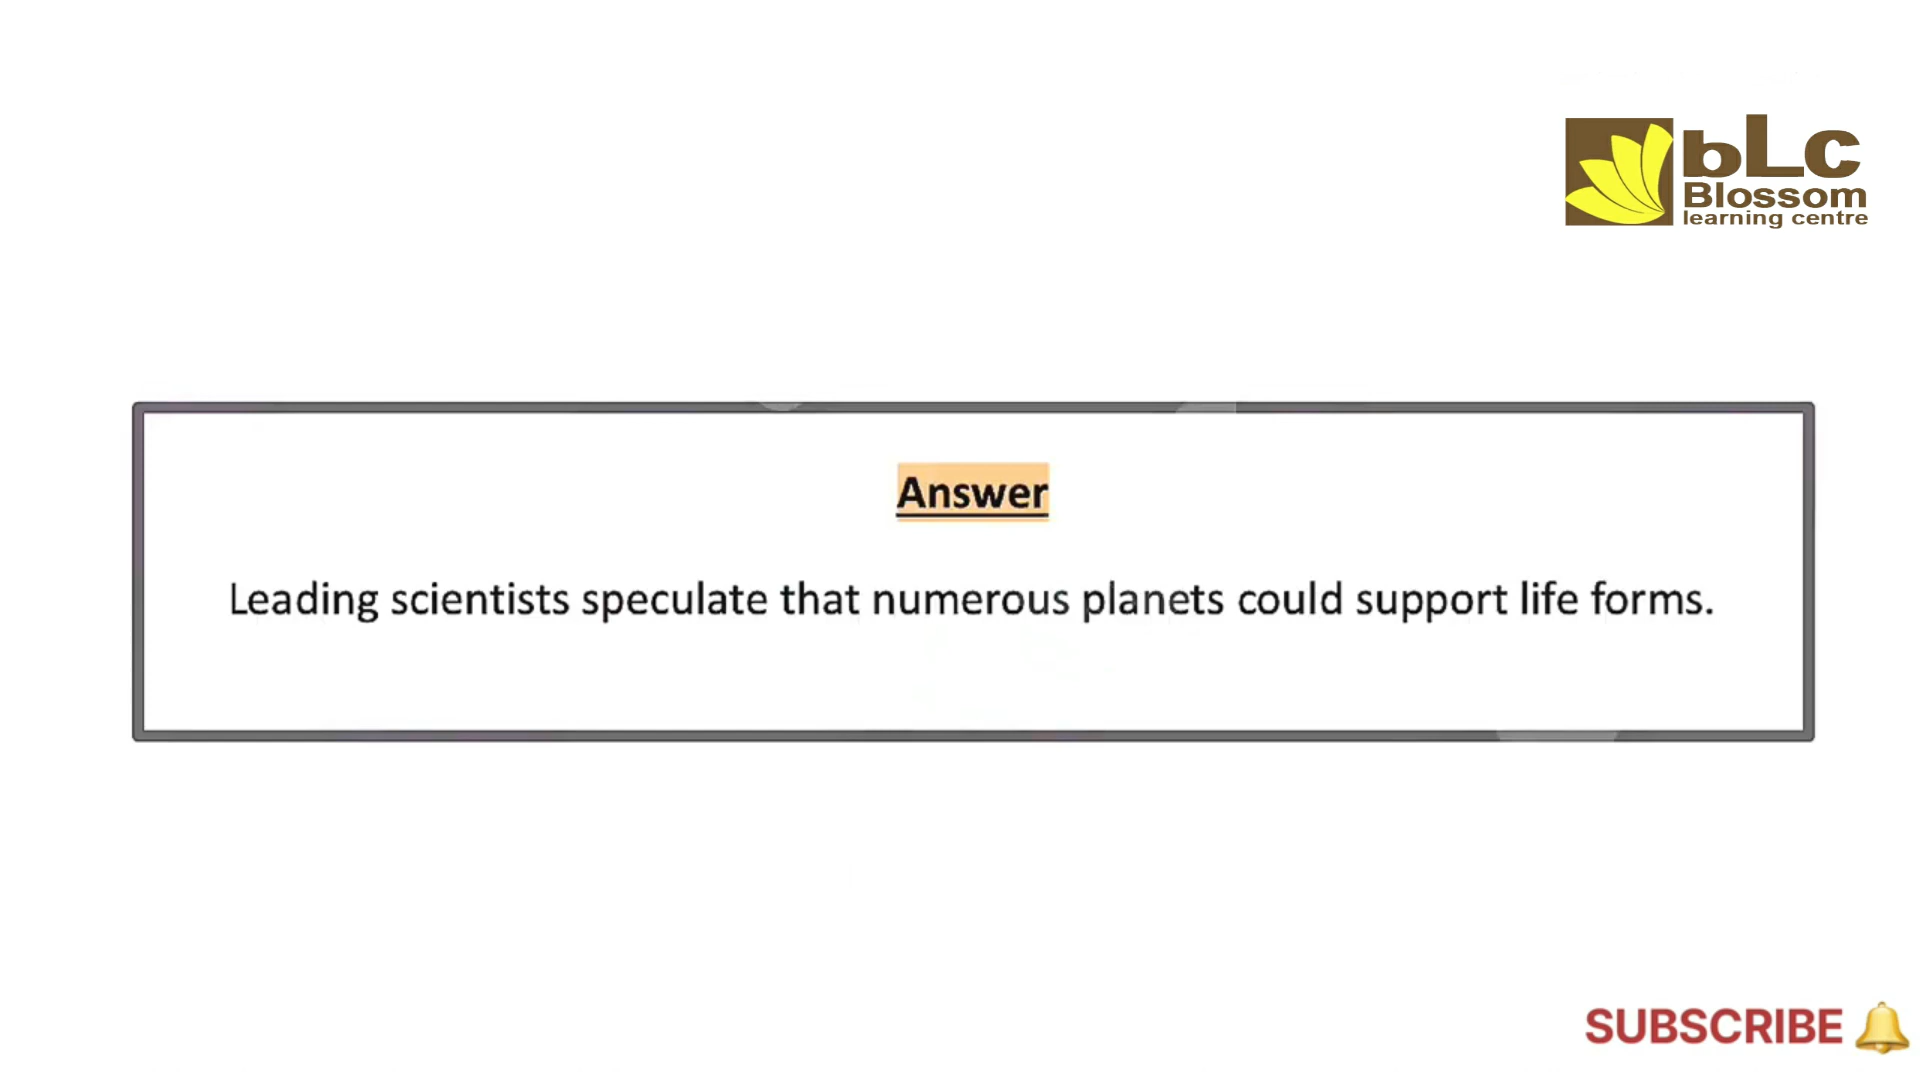 bLc
Blossom
learning centre
Answer
Leading scientists speculate that numerous planets could support life forms.
SUBSCRIBE